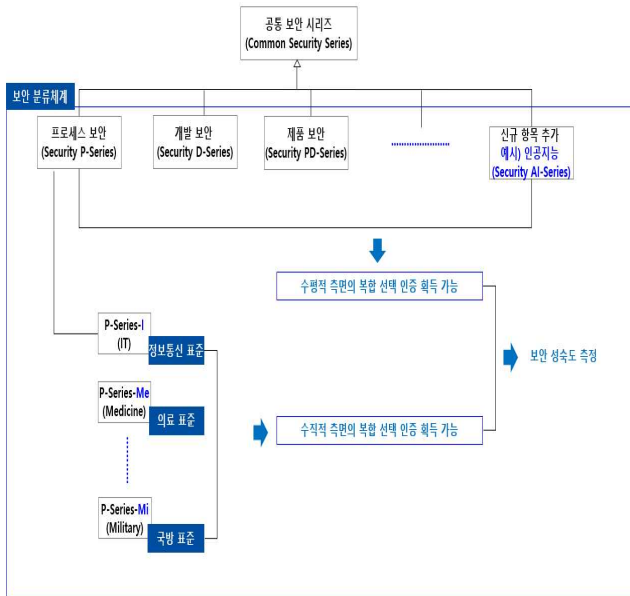 공통 보안 시리즈
(Common Security Series)
보안 분류체계
프로세스 보안
(Security P-Series)
개발 보안
(Security D-Series)
제품 보안
(Security PD-Series)
신규 항목 추가
예시) 인공지능
(Security AI-Series)
수평적 측면의 복합 선택 인증 획득 가능
P-Series-I
(IT)
정보통신 표준
보안 성숙도 측정
P-Series-Me
(Medicine)
의료 표준
수직적 측면의 복합 선택 인증 획득 가능
P-Series-Mi
(Military)
국방 표준